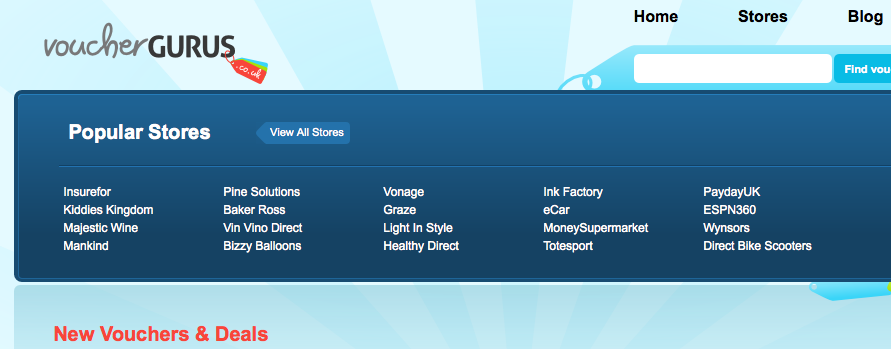 Home Stores Blog
voucherGURUS
.co.uk
Find vou
Popular Stores View All Stores
Insurefor Pine Solutions Vonage Ink Factory PaydayUK
Kiddies Kingdom Baker Ross Graze eCar ESPN360
Majestic Wine Vin Vino Direct Light In Style MoneySupermarket Wynsors
Mankind Bizzy Balloons Healthy Direct Totesport Direct Bike Scooters
New Vouchers & Deals